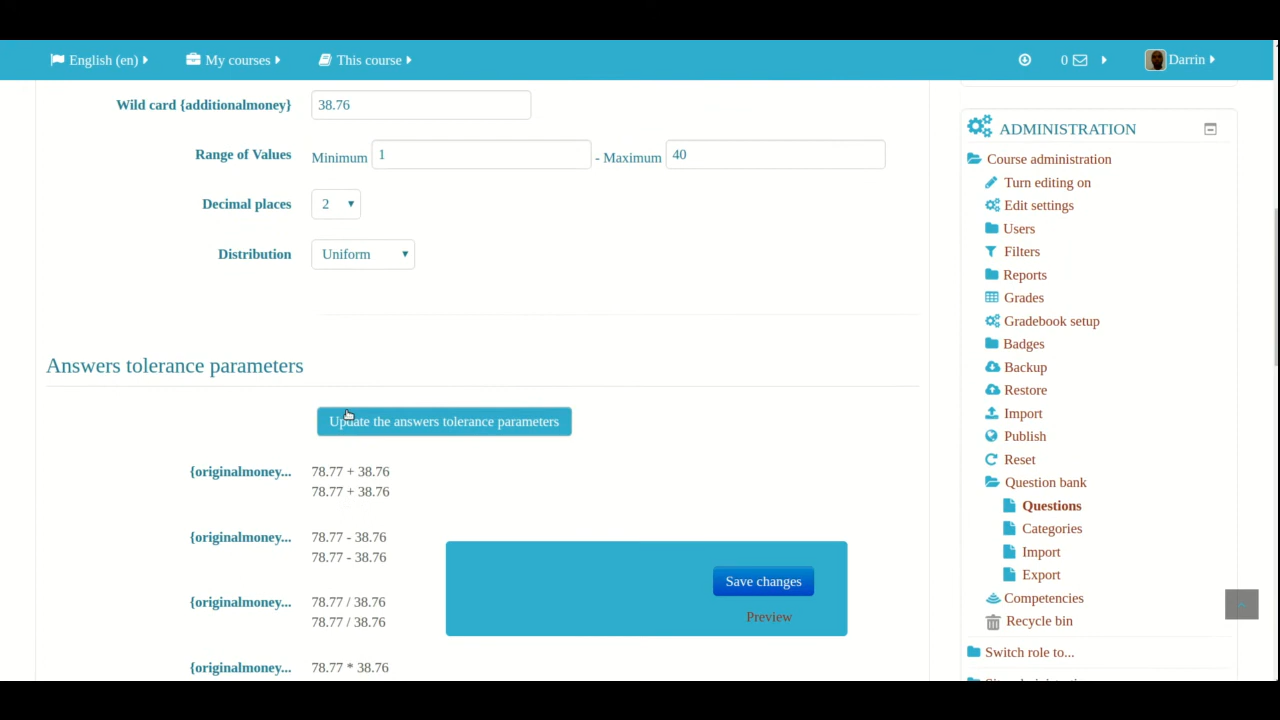 English (en) My courses This course 0 Darrin
Wild card {additionalmoney} 38.76
Range of Values Minimum 1 - Maximum 40
Decimal places 2
Distribution Uniform
Answers tolerance parameters
Update the answers tolerance parameters
{originalmoney... 78.77 + 38.76
78.77 + 38.76
{originalmoney... 78.77 - 38.76
78.77 - 38.76
{originalmoney... 78.77 / 38.76
78.77 / 38.76
{originalmoney... 78.77 * 38.76
Save changes
Preview
ADMINISTRATION
Course administration
Turn editing on
Edit settings
Users
Filters
Reports
Grades
Gradebook setup
Badges
Backup
Restore
Import
Publish
Reset
Question bank
Questions
Categories
Import
Export
Competencies
Recycle bin
Switch role to...